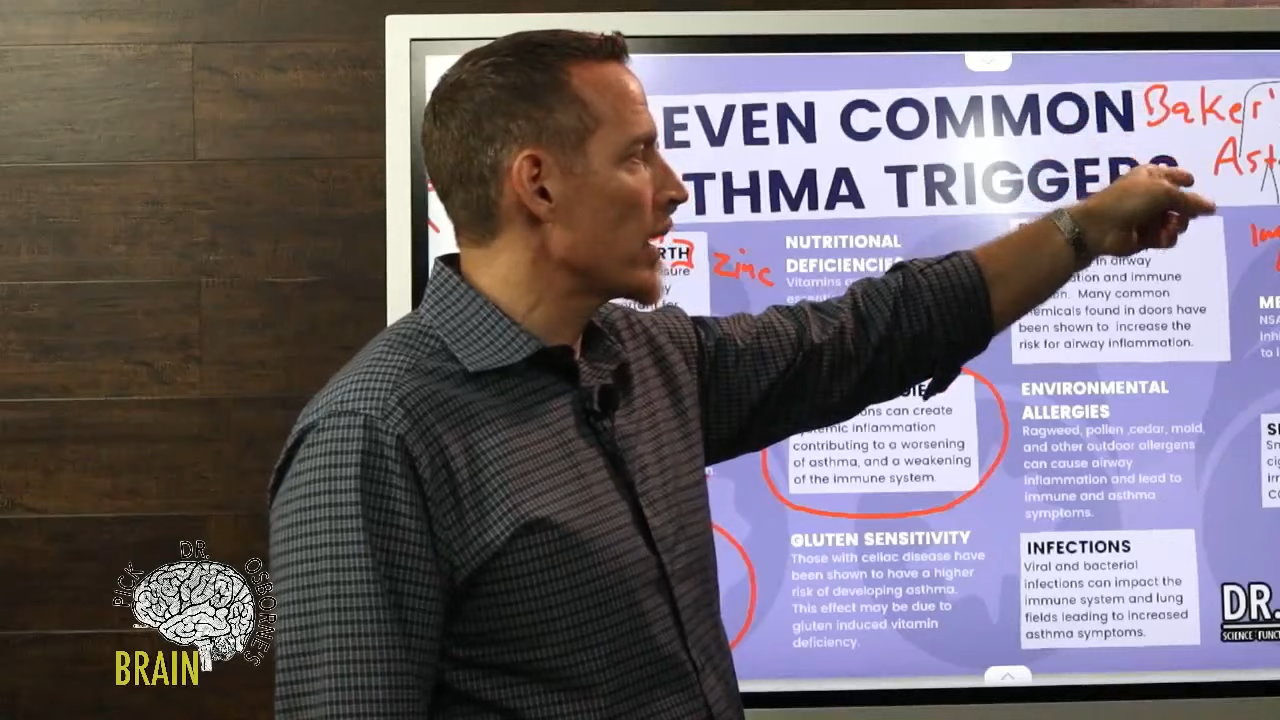 EVEN COMMON
THMA TRIGGERS
Baker'
Zinc
NUTRITIONAL
DEFICIENCIES
in airway
and immune
Many common
chemicals found in doors have
been shown to increase the
risk for airway inflammation.
can create
inflammation
contributing to a worsening
of asthma, and a weakening
of the immune system.
ENVIRONMENTAL
ALLERGIES
Ragweed, pollen ,cedar, mold,
and other outdoor allergens
can cause airway
inflammation and lead to
immune and asthma
symptoms.
GLUTEN SENSITIVITY
Those with celiac disease have
been shown to have a higher
risk of developing asthma.
This effect may be due to
gluten induced vitamin
deficiency.
INFECTIONS
Viral and bacterial
infections can impact the
immune system and lung
fields leading to increased
asthma symptoms.
DR.
PICK DR. OSBORNE'S
BRAIN